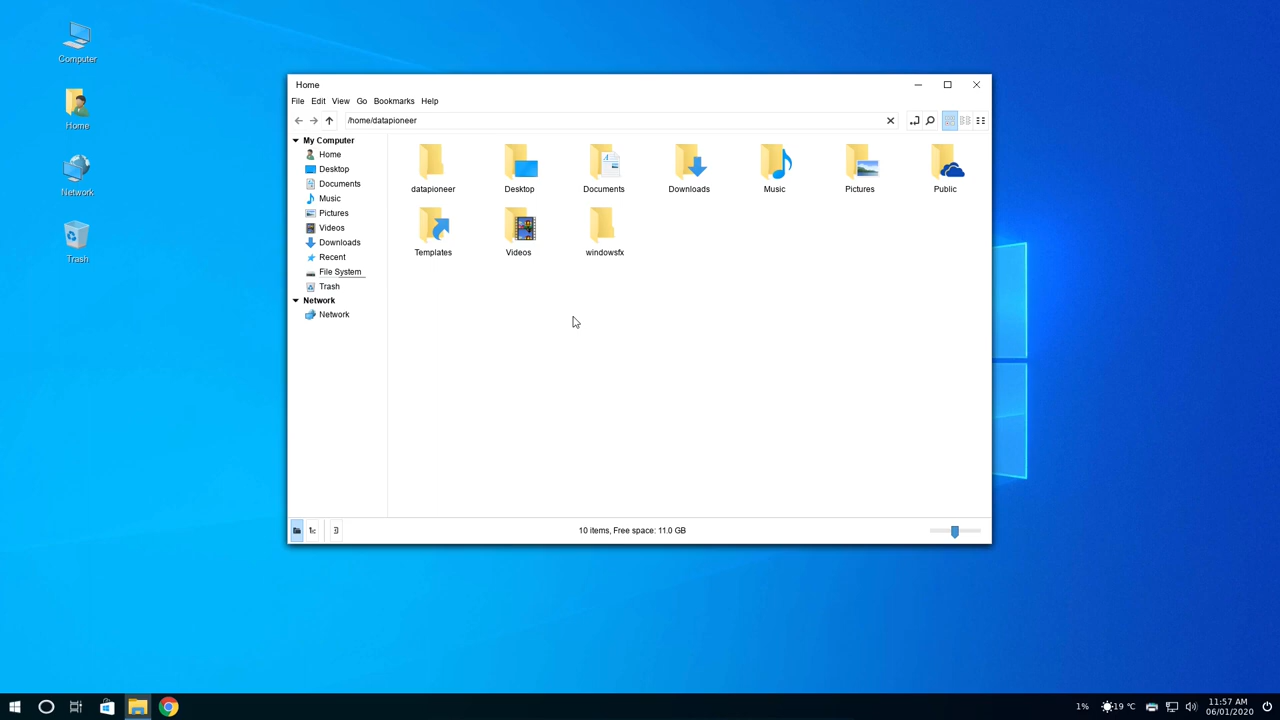 Computer
Home
Network
Trash
Home
File Edit View Go Bookmarks Help
/home/datapioneer
My Computer
Home
Desktop
Documents
Music
Pictures
Videos
Downloads
Recent
File System
Trash
Network
Network
datapioneer Desktop Documents Downloads Music Pictures Public
Templates Videos windowsfx
10 items, Free space: 11.0 GB
1% 19 °C 11:57 AM
06/01/2020